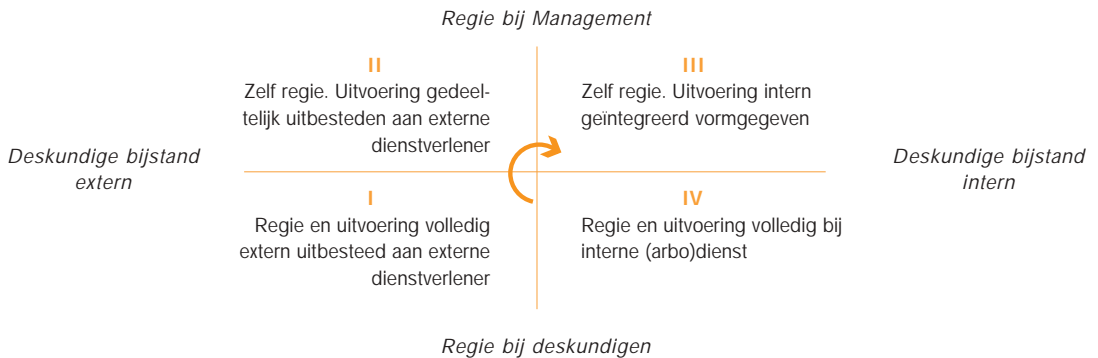 Regie bij Management
II
Zelf regie. Uitvoering gedeel-
telijk uitbesteden aan externe
dienstverlener
III
Zelf regie. Uitvoering intern
geïntegreerd vormgegeven
Deskundige bijstand
extern
Deskundige bijstand
intern
I
Regie en uitvoering volledig
extern uitbesteed aan externe
dienstverlener
IV
Regie en uitvoering volledig bij
interne (arbo)dienst
Regie bij deskundigen